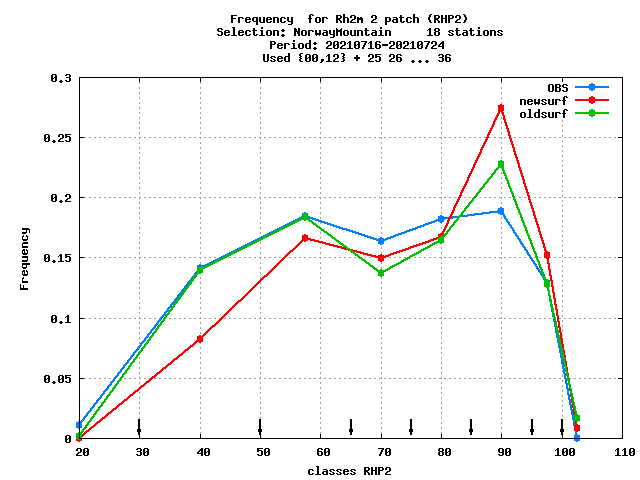 Frequency  for Rh2m 2 patch (RHP2)
Selection: NorwayMountain     18 stations
Period: 20210716-20210724
Used {00,12} + 25 26 ... 36
0.3
0.25
0.2
0.15
0.1
0.05
0
Frequency
OBS
newsurf
oldsurf
20 30 40 50 60 70 80 90 100 110
classes RHP2